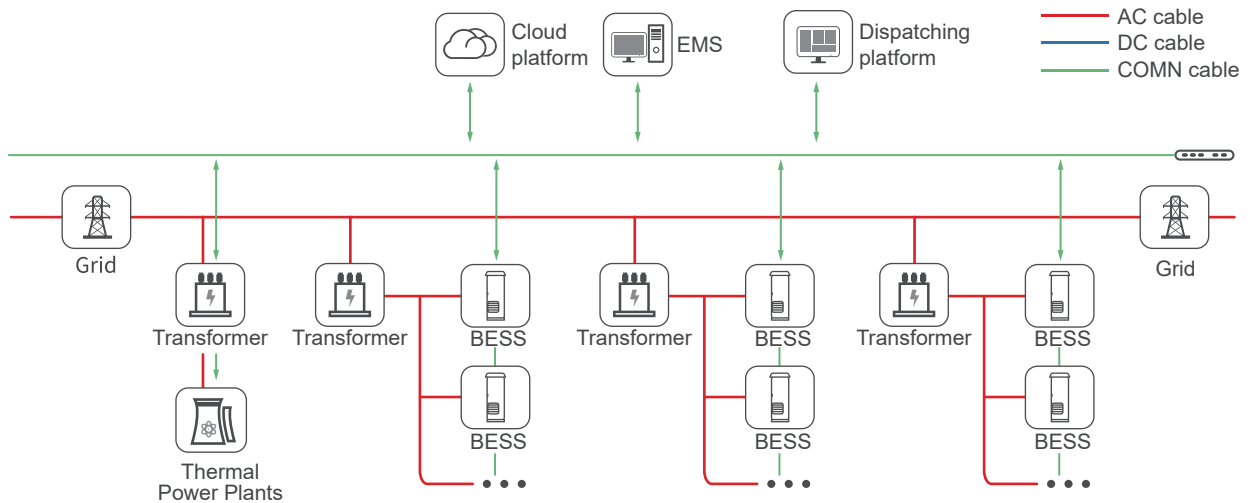 Cloud
platform
EMS
Dispatching
platform
AC cable
DC cable
COMN cable
Grid
Grid
Transformer
Transformer
BESS
Transformer
BESS
Transformer
BESS
BESS
BESS
BESS
Thermal
Power Plants